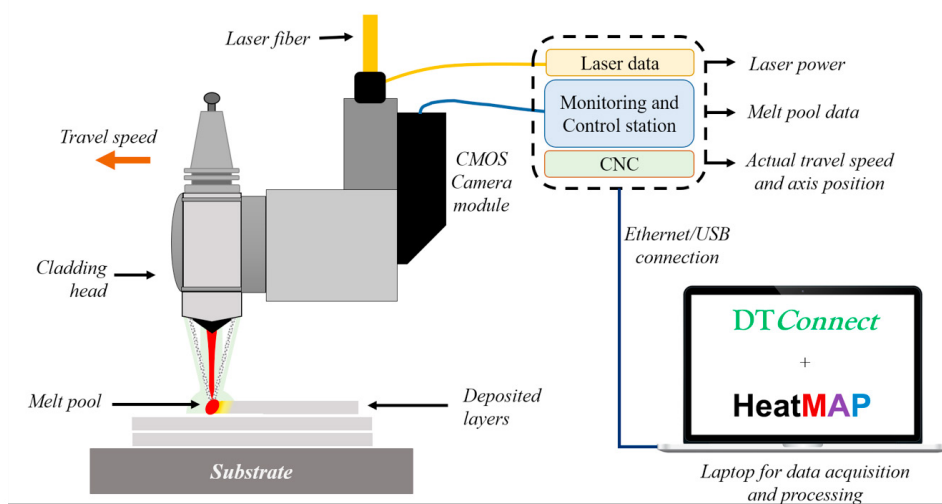 Laser fiber
Travel speed
CMOS
Camera
module
Cladding
head
Melt pool
Deposited
layers
Substrate
Laser data
Monitoring and
Control station
CNC
Laser power
Melt pool data
Actual travel speed
and axis position
Ethernet/USB
connection
DTConnect
+
HeatMAP
Laptop for data acquisition
and processing